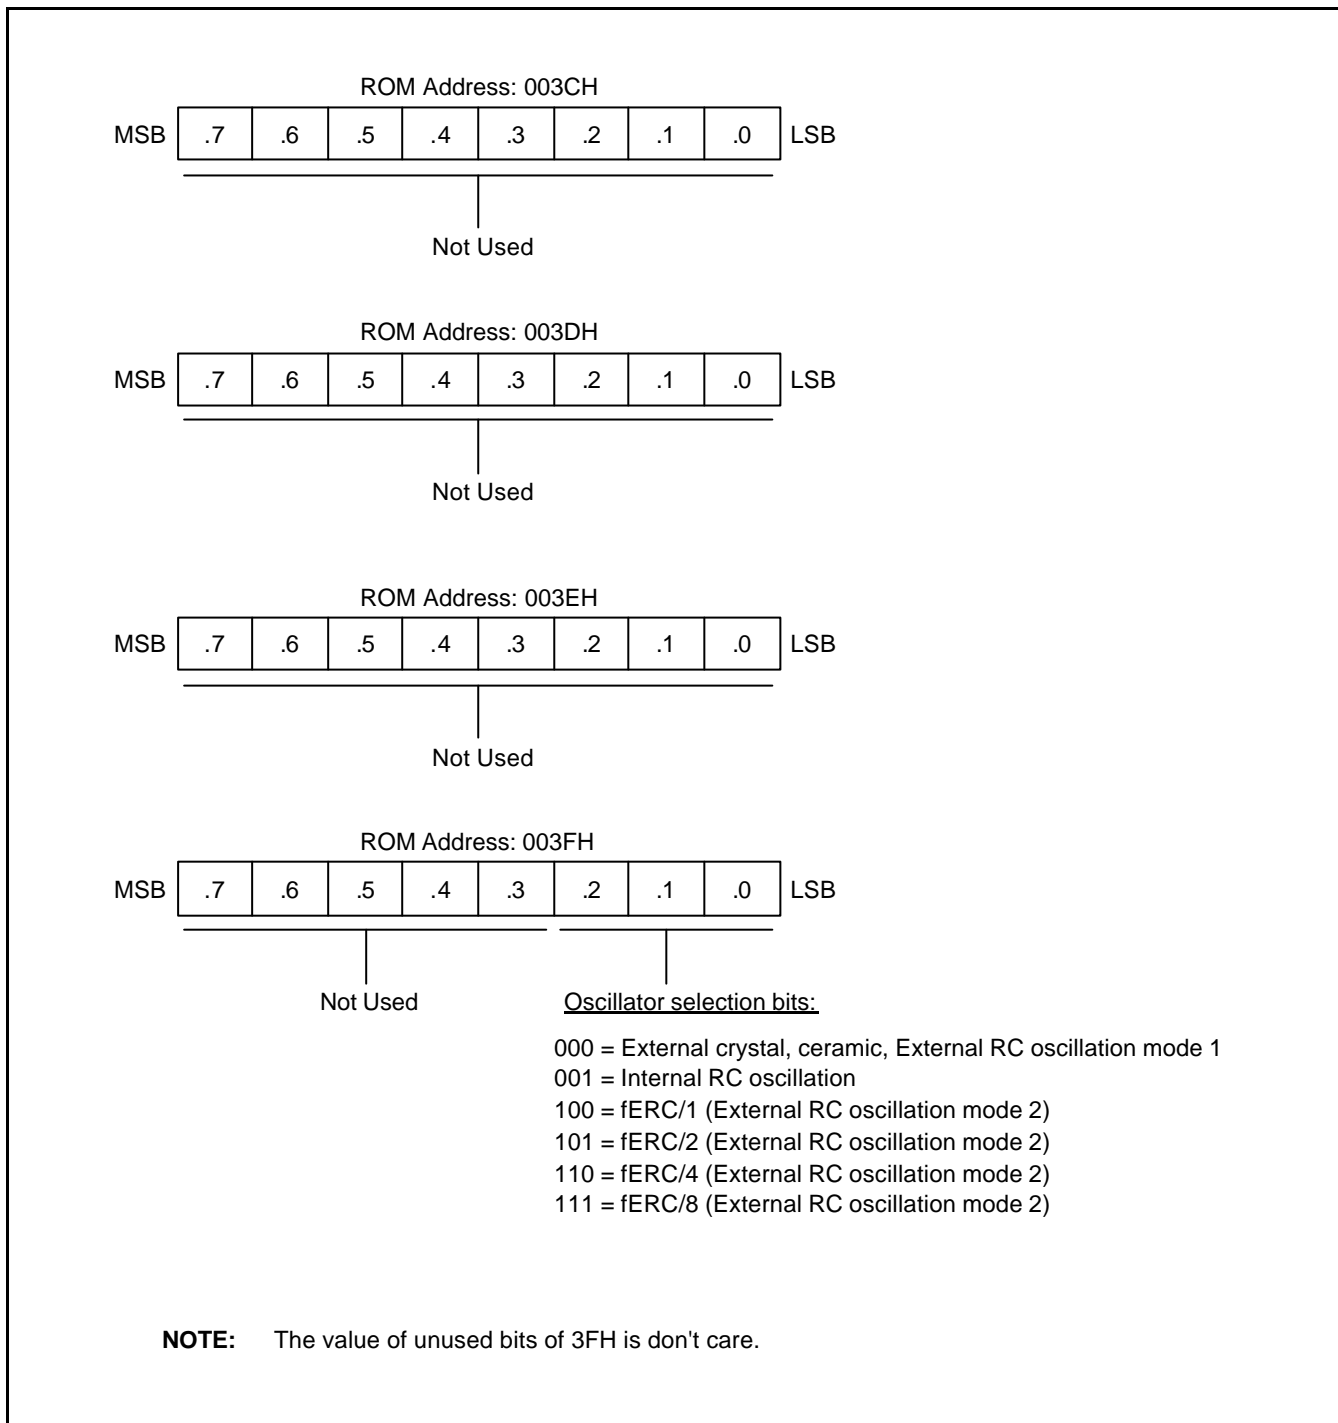 ROM Address: 003CH
MSB .7 .6 .5 .4 .3 .2 .1 .0 LSB
Not Used
ROM Address: 003DH
MSB .7 .6 .5 .4 .3 .2 .1 .0 LSB
Not Used
ROM Address: 003EH
MSB .7 .6 .5 .4 .3 .2 .1 .0 LSB
Not Used
ROM Address: 003FH
MSB .7 .6 .5 .4 .3 .2 .1 .0 LSB
Not Used Oscillator selection bits:
000 = External crystal, ceramic, External RC oscillation mode 1
001 = Internal RC oscillation
100 = fERC/1 (External RC oscillation mode 2)
101 = fERC/2 (External RC oscillation mode 2)
110 = fERC/4 (External RC oscillation mode 2)
111 = fERC/8 (External RC oscillation mode 2)
NOTE: The value of unused bits of 3FH is don't care.